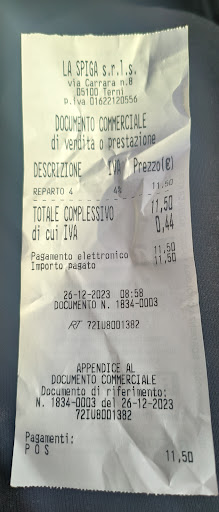 LA SPIGA s.r.l.s.
via Carrara n.8
05100 Terni
P.iva 01622120556
DOCUMENTO COMMERCIALE
di vendita o prestazione
DESCRIZIONE IVA Prezzo(€)
REPARTO 4 4% 11,50
TOTALE COMPLESSIVO 11,50
di cui IVA 0,44
Pagamento elettronico 11,50
Importo pagato 11,50
26-12-2023 08:58
DOCUMENTO N. 1834-0003
RT 72IU8001382
APPENDICE AL
DOCUMENTO COMMERCIALE
Documento di riferimento:
N. 1834-0003 del 26-12-2023
72IU8001382
Pagamenti:
POS 11,50